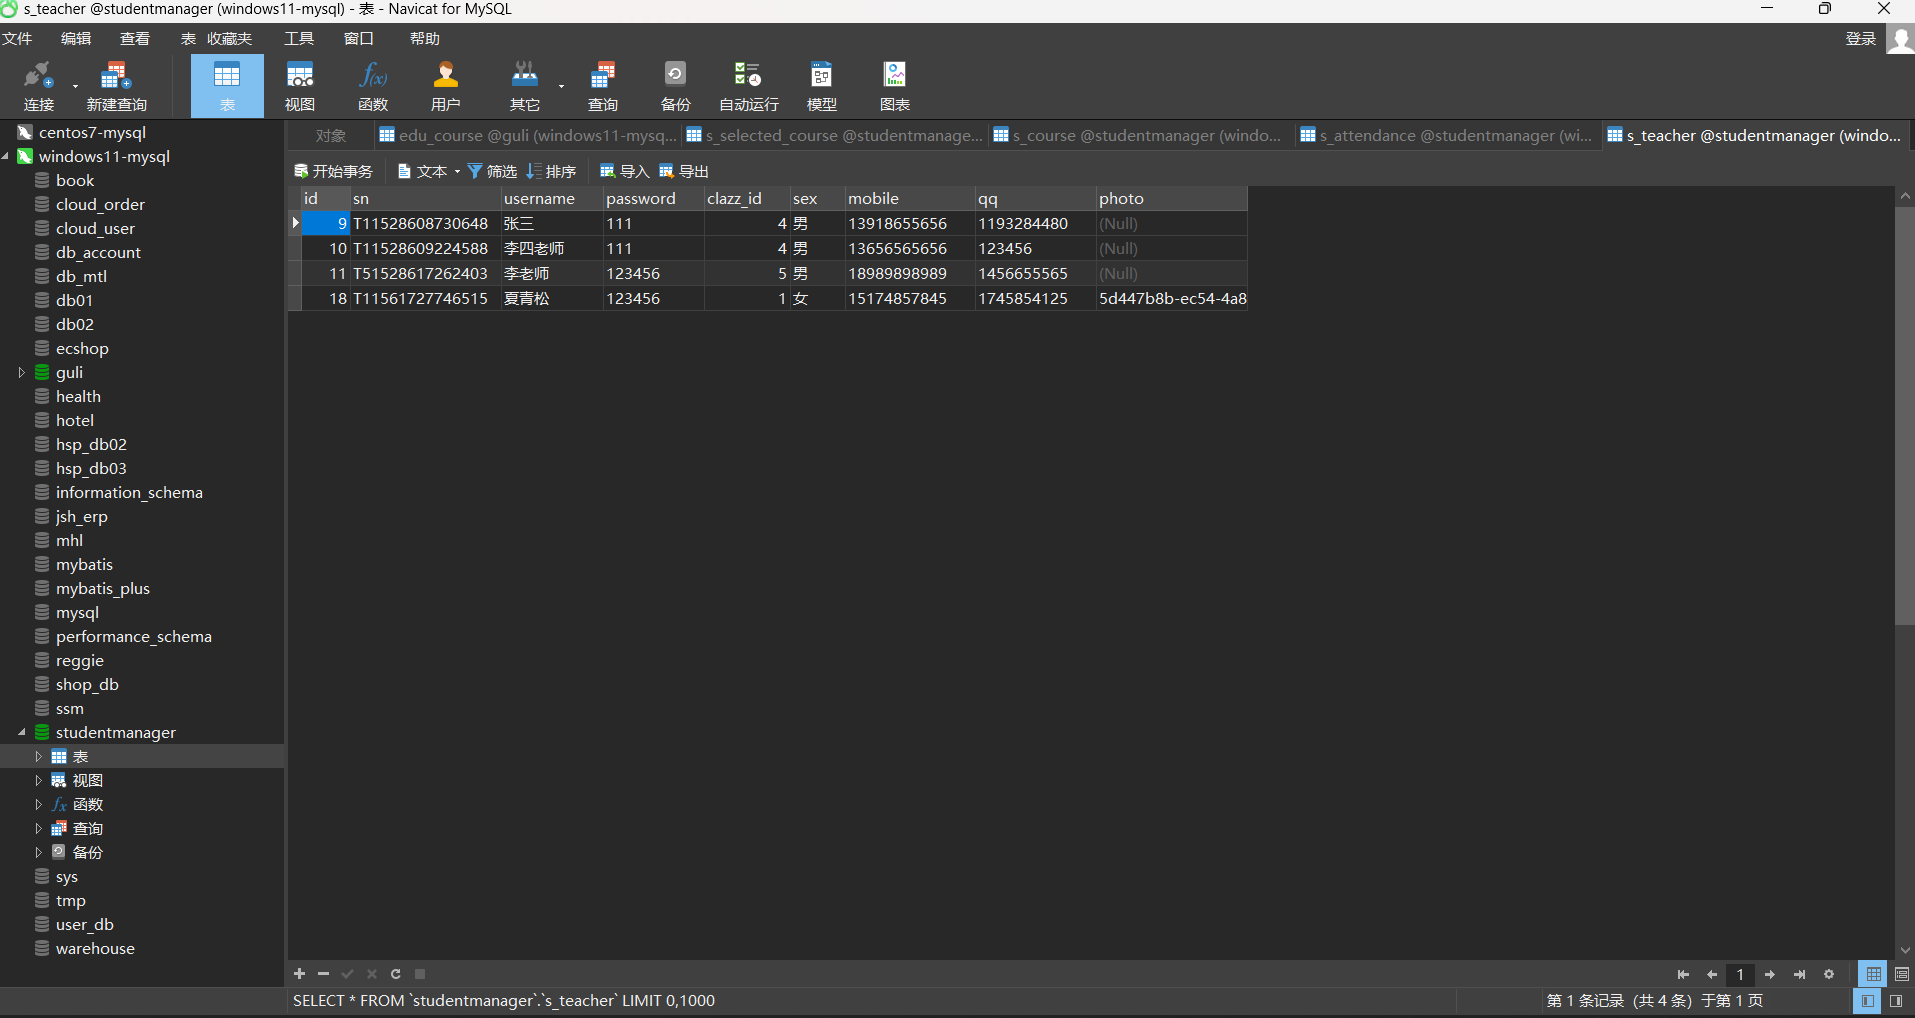 s_teacher @studentmanager (windows11-mysql) - 表 - Navicat for MySQL
文件 编辑 查看 表 收藏夹 工具 窗口 帮助 登录
连接 新建查询 表 视图 函数 用户 其它 查询 备份 自动运行 模型 图表
对象 edu_course @guli (windows11-mysq... s_selected_course @studentmanage... s_course @studentmanager (windo... s_attendance @studentmanager (wi... s_teacher @studentmanager (windo...
开始事务 文本 筛选 排序 导入 导出
centos7-mysql
windows11-mysql
book
cloud_order
cloud_user
db_account
db_mtl
db01
db02
ecshop
guli
health
hotel
hsp_db02
hsp_db03
information_schema
jsh_erp
mhl
mybatis
mybatis_plus
mysql
performance_schema
reggie
shop_db
ssm
studentmanager
表
视图
函数
查询
备份
sys
tmp
user_db
warehouse
id sn username password clazz_id sex mobile qq photo
9 T11528608730648 张三 111 4 男 13918655656 1193284480 (Null)
10 T11528609224588 李四老师 111 4 男 13656565656 123456 (Null)
11 T51528617262403 李老师 123456 5 男 18989898989 1456655565 (Null)
18 T11561727746515 夏青松 123456 1 女 15174857845 1745854125 5d447b8b-ec54-4a8
1
SELECT * FROM `studentmanager`.`s_teacher` LIMIT 0,1000
第 1 条记录 (共 4 条) 于第 1 页